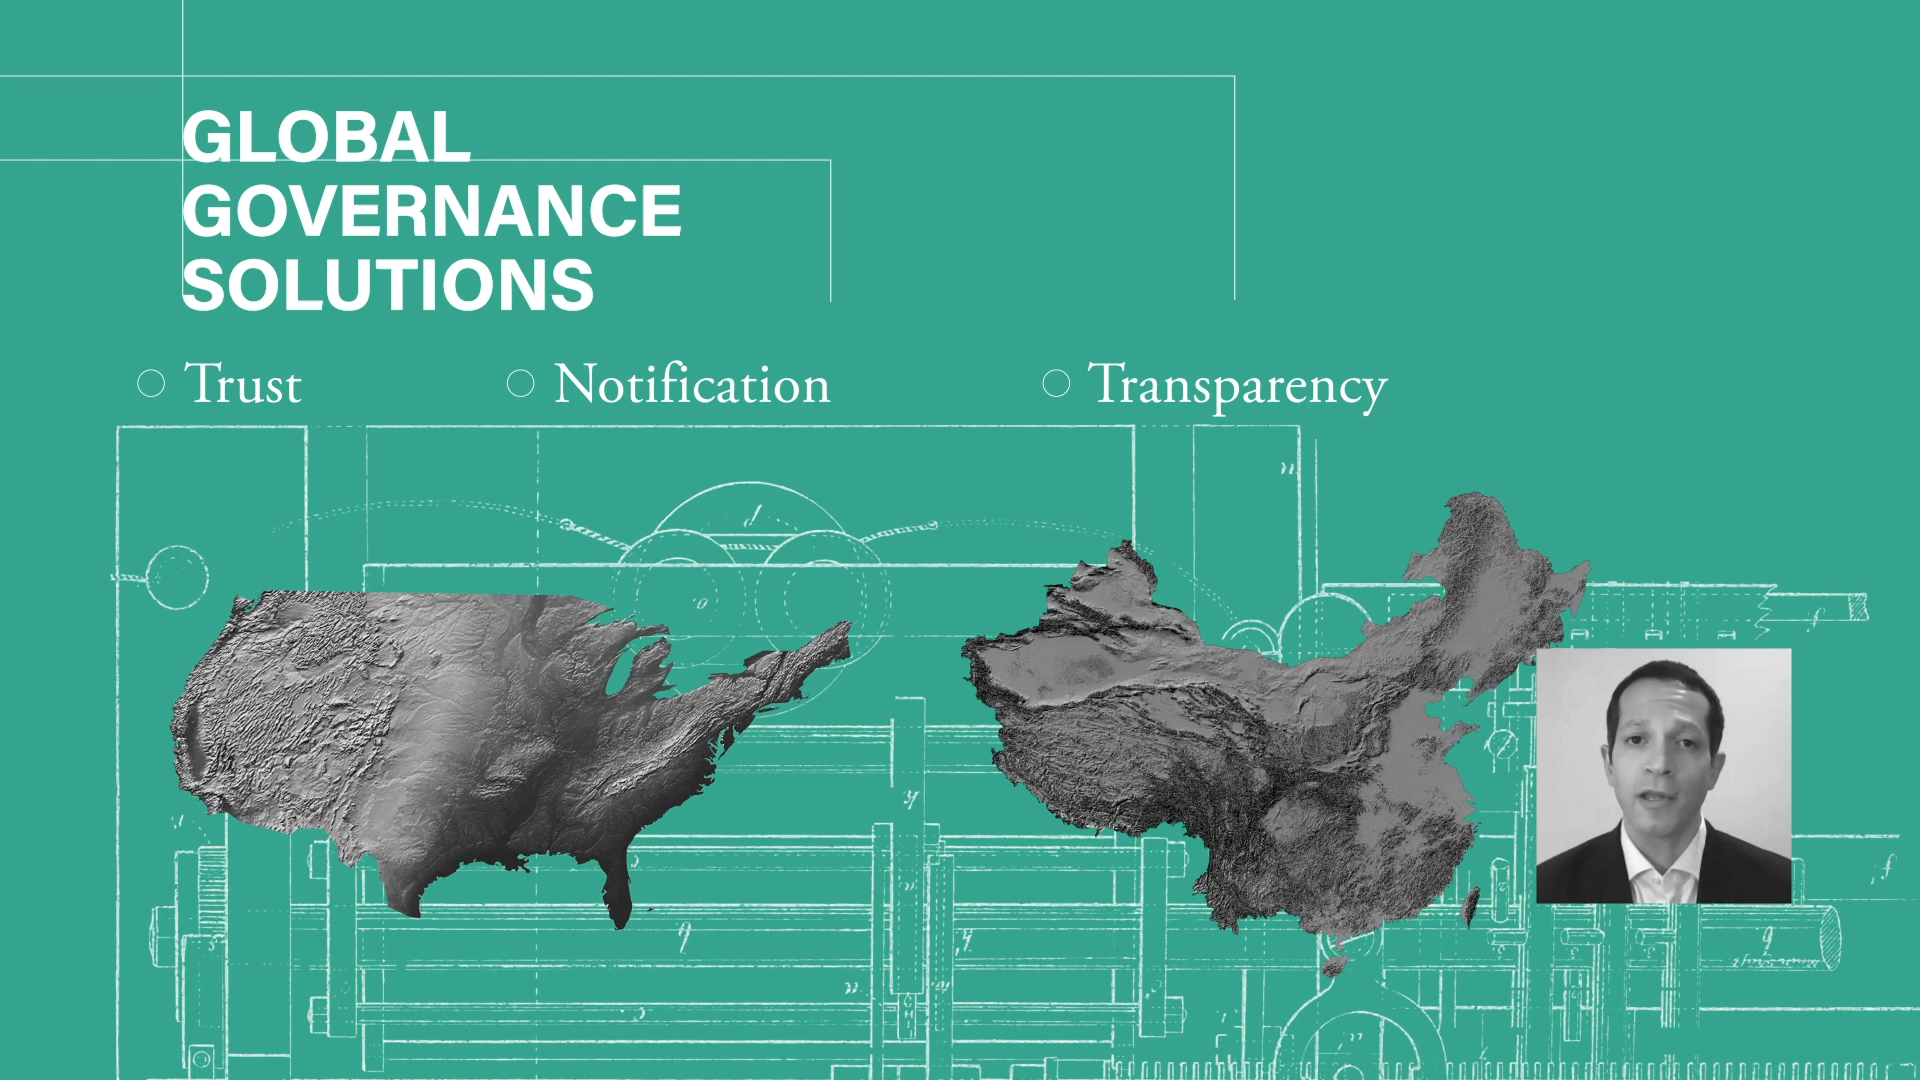 GLOBAL
GOVERNANCE
SOLUTIONS
Trust
Notification
Transparency